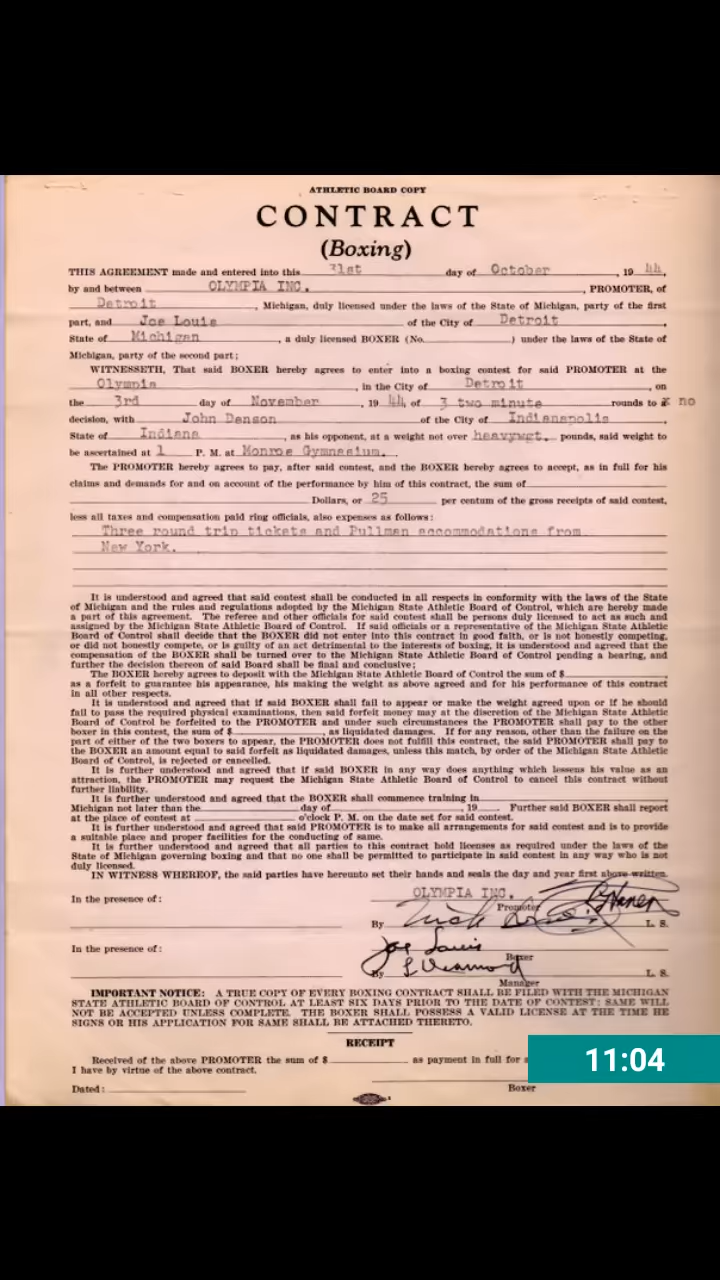 ATHLETIC BOARD COPY
CONTRACT
(Boxing)
THIS AGREEMENT made and entered into this 31st day of October, 19 44,
by and between OLYMPIA INC., PROMOTER, of
Detroit, Michigan, duly licensed under the laws of the State of Michigan, party of the first
part, and Joe Louis of the City of Detroit,
State of Michigan, a duly licensed BOXER (No. ) under the laws of the State of
Michigan, party of the second part;
WITNESSETH, That said BOXER hereby agrees to enter into a boxing contest for said PROMOTER at the
Olympia, in the City of Detroit, on
the 3rd day of November, 19 44, of 3 two minute rounds to a no
decision, with John Denson of the City of Indianapolis
State of Indiana, as his opponent, at a weight not over heavywgt. pounds, said weight to
be ascertained at 1 P. M. at Monroe Gymnasium.
The PROMOTER hereby agrees to pay, after said contest, and the BOXER hereby agrees to accept, as in full for his
claims and demands for and on account of the performance by him of this contract, the sum of
Dollars, or 25 per centum of the gross receipts of said contest,
less all taxes and compensation paid ring officials, also expenses as follows:
Three round trip tickets and Pullman accommodations from
New York.
It is understood and agreed that said contest shall be conducted in all respects in conformity with the laws of the State
of Michigan and the rules and regulations adopted by the Michigan State Athletic Board of Control, which are hereby made
a part of this agreement. The referee and other officials for said contest shall be persons duly licensed to act as such and
assigned by the Michigan State Athletic Board of Control. If said officials or a representative of the Michigan State Athletic
Board of Control shall decide that the BOXER did not enter into this contract in good faith, or is not honestly competing,
or did not honestly compete, or is guilty of an act detrimental to the interests of boxing, it is understood and agreed that the
compensation of the BOXER shall be turned over to the Michigan State Athletic Board of Control pending a hearing, and
further the decision thereon of said Board shall be final and conclusive;
The BOXER hereby agrees to deposit with the Michigan State Athletic Board of Control the sum of $
as a forfeit to guarantee his appearance, his making the weight as above agreed and for his performance of this contract
in all other respects.
It is understood and agreed that if said BOXER shall fail to appear or make the weight agreed upon or if he should
fail to pass the required physical examinations, then said forfeit money may at the discretion of the Michigan State Athletic
Board of Control be forfeited to the PROMOTER and under such circumstances the PROMOTER shall pay to the other
boxer in this contest, the sum of $ , as liquidated damages. If for any reason, other than the failure on the
part of either of the two boxers to appear, the PROMOTER does not fulfill this contract, the said PROMOTER shall pay to
the BOXER an amount equal to said forfeit as liquidated damages, unless this match, by order of the Michigan State Athletic
Board of Control, is rejected or cancelled.
It is further understood and agreed that if said BOXER in any way does anything which lessens his value as an
attraction, the PROMOTER may request the Michigan State Athletic Board of Control to cancel this contract without
further liability.
It is further understood and agreed that the BOXER shall commence training in
Michigan not later than the day of , 19 . Further said BOXER shall report
at the place of contest at o'clock P. M. on the date set for said contest.
It is further understood and agreed that said PROMOTER is to make all arrangements for said contest and is to provide
a suitable place and proper facilities for the conducting of same.
It is further understood and agreed that all parties to this contract hold licenses as required under the laws of the
State of Michigan governing boxing and that no one shall be permitted to participate in said contest in any way who is not
duly licensed.
IN WITNESS WHEREOF, the said parties have hereunto set their hands and seals the day and year first above written.
OLYMPIA INC.
In the presence of:
Promoter
By Nick L. S.
In the presence of:
Joe Louis
Boxer
By L. S.
Manager
IMPORTANT NOTICE: A TRUE COPY OF EVERY BOXING CONTRACT SHALL BE FILED WITH THE MICHIGAN
STATE ATHLETIC BOARD OF CONTROL AT LEAST SIX DAYS PRIOR TO THE DATE OF CONTEST; SAME WILL
NOT BE ACCEPTED UNLESS COMPLETE. THE BOXER SHALL POSSESS A VALID LICENSE AT THE TIME HE
SIGNS OR HIS APPLICATION FOR SAME SHALL BE ATTACHED THERETO.
RECEIPT
Received of the above PROMOTER the sum of $ as payment in full for a
I have by virtue of the above contract.
11:04
Dated:
Boxer